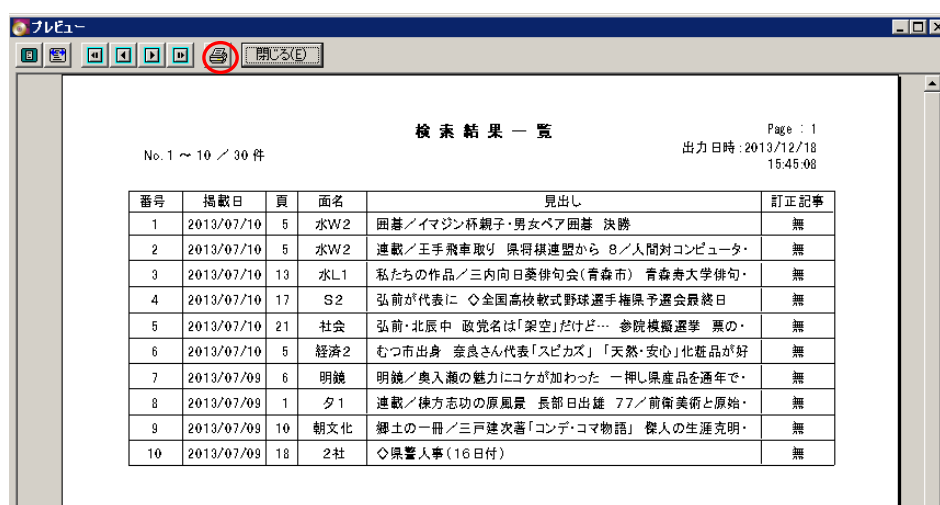 プレビュー
閉じる(E)
検索結果一覧
Page : 1
No.1 ～ 10 ／ 30 件
出力日時:2013/12/18
15:45:08
番号 掲載日 頁 面名 見出し 訂正記事
1 2013/07/10 5 水W2 囲碁／イマジン杯親子・男女ペア囲碁 決勝 無
2 2013/07/10 5 水W2 連載／王手飛車取り 県将棋連盟から 8／人間対コンピュータ・ 無
3 2013/07/10 13 水L1 私たちの作品／三内向日葵俳句会(青森市) 青森寿大学俳句・ 無
4 2013/07/10 17 S2 弘前が代表に ◇全国高校軟式野球選手権県予選会最終日 無
5 2013/07/10 21 社会 弘前・北辰中 政党名は「架空」だけど… 参院模擬選挙 票の・ 無
6 2013/07/10 5 経済2 むつ市出身 奈良さん代表「スピカズ」 「天然・安心」化粧品が好 無
7 2013/07/09 6 明鏡 明鏡／奥入瀬の魅力にコケが加わった 一押し県産品を通年で・ 無
8 2013/07/09 1 夕1 連載／棟方志功の原風景 長部日出雄 77／前衛美術と原始・ 無
9 2013/07/09 10 朝文化 郷土の一冊／三戸建次著「コンデ・コマ物語」 傑人の生涯克明・ 無
10 2013/07/09 18 2社 ◇県警人事(16日付) 無